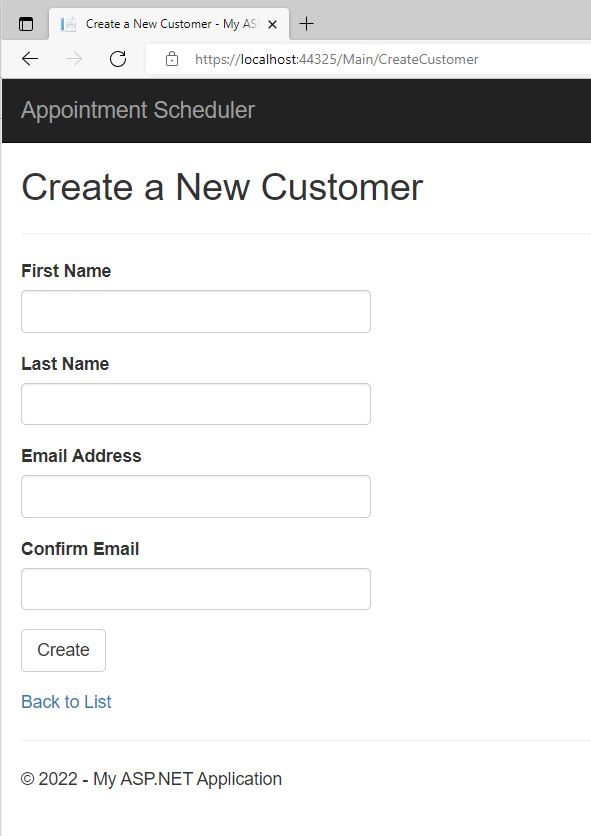 Create a New Customer - My AS
https://localhost:44325/Main/CreateCustomer
Appointment Scheduler
Create a New Customer
First Name
Last Name
Email Address
Confirm Email
Create
Back to List
© 2022 - My ASP.NET Application